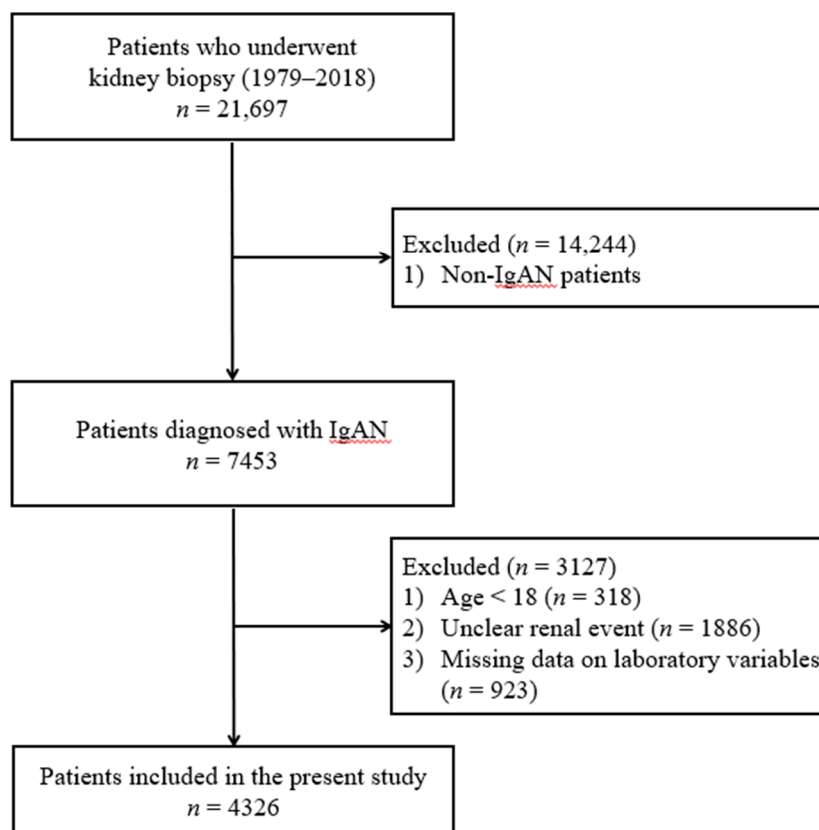 Patients who underwent
kidney biopsy (1979–2018)
n = 21,697
Excluded (n = 14,244)
1) Non-IgAN patients
Patients diagnosed with IgAN
n = 7453
Excluded (n = 3127)
1) Age < 18 (n = 318)
2) Unclear renal event (n = 1886)
3) Missing data on laboratory variables
(n = 923)
Patients included in the present study
n = 4326